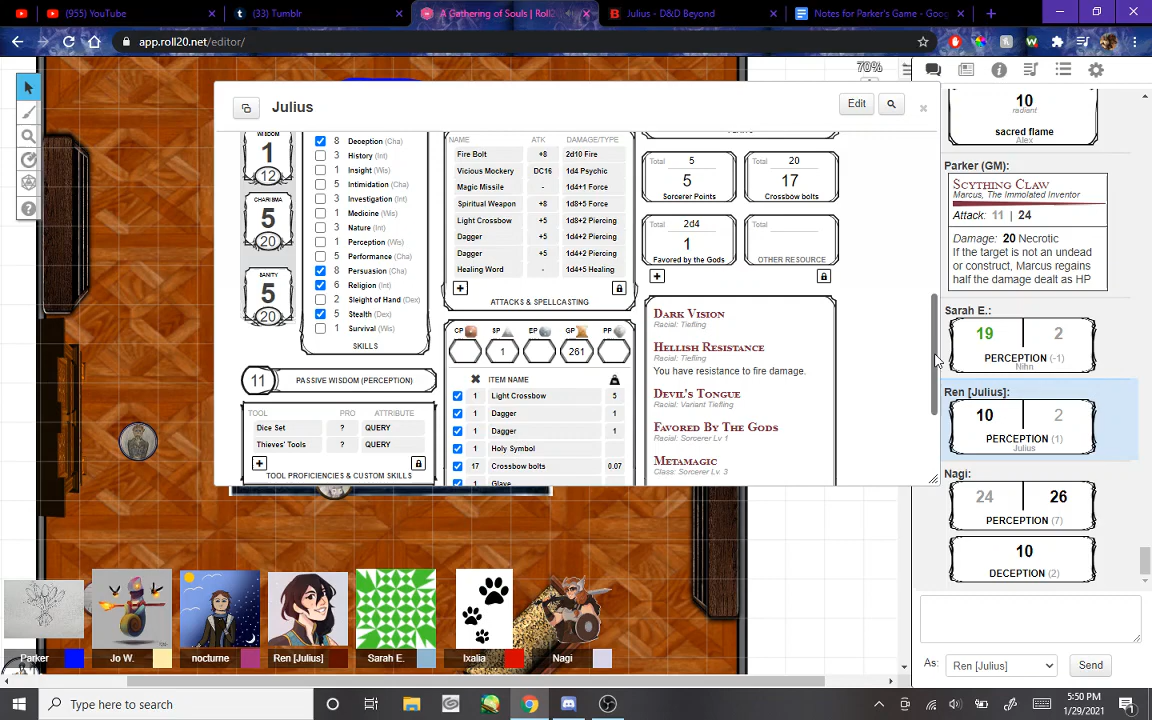 (955) YouTube
(33) Tumblr
A Gathering of Souls | Roll2
Julius - D&D Beyond
Notes for Parker's Game - Goog
app.roll20.net/editor/
70%
Julius
Edit
WISDOM
1
12
CHARISMA
5
20
SANITY
5
20
8 Deception (Cha)
3 History (Int)
1 Insight (Wis)
5 Intimidation (Cha)
3 Investigation (Int)
1 Medicine (Wis)
3 Nature (Int)
1 Perception (Wis)
5 Performance (Cha)
8 Persuasion (Cha)
6 Religion (Int)
2 Sleight of Hand (Dex)
5 Stealth (Dex)
1 Survival (Wis)
SKILLS
11 PASSIVE WISDOM (PERCEPTION)
TOOL PRO ATTRIBUTE
Dice Set ? QUERY
Thieves' Tools ? QUERY
TOOL PROFICIENCIES & CUSTOM SKILLS
NAME ATK DAMAGE/TYPE
Fire Bolt +8 2d10 Fire
Vicious Mockery DC16 1d4 Psychic
Magic Missile - 1d4+1 Force
Spiritual Weapon +8 1d8+5 Force
Light Crossbow +5 1d8+2 Piercing
Dagger +5 1d4+2 Piercing
Dagger +5 1d4+2 Piercing
Healing Word - 1d4+5 Healing
ATTACKS & SPELLCASTING
CP SP EP GP PP
1 261
ITEM NAME
1 Light Crossbow 5
1 Dagger 1
1 Dagger 1
1 Holy Symbol
17 Crossbow bolts 0.07
1 Glave
Total 5
5
Sorcerer Points
Total 20
17
Crossbow bolts
Total 2d4
1
Favored by the Gods
Total
OTHER RESOURCE
DARK VISION
Racial: Tiefling
HELLISH RESISTANCE
Racial: Tiefling
You have resistance to fire damage.
DEVIL'S TONGUE
Racial: Variant Tiefling
FAVORED BY THE GODS
Racial: Sorcerer Lv 1
METAMAGIC
Class: Sorcerer Lv. 3
10
radiant
sacred flame
Alex
Parker (GM):
SCYTHING CLAW
Marcus, The Immolated Inventor
Attack: 11 | 24
Damage: 20 Necrotic
If the target is not an undead
or construct, Marcus regains
half the damage dealt as HP
Sarah E.:
19 2
PERCEPTION (-1)
Nihn
Ren [Julius]:
10 2
PERCEPTION (1)
Julius
Nagi:
24 26
PERCEPTION (7)
10
DECEPTION (2)
As: Ren [Julius] Send
Parker
Jo W.
nocturne
Ren [Julius]
Sarah E.
Ixalia
Nagi
Type here to search
5:50 PM
1/29/2021
1